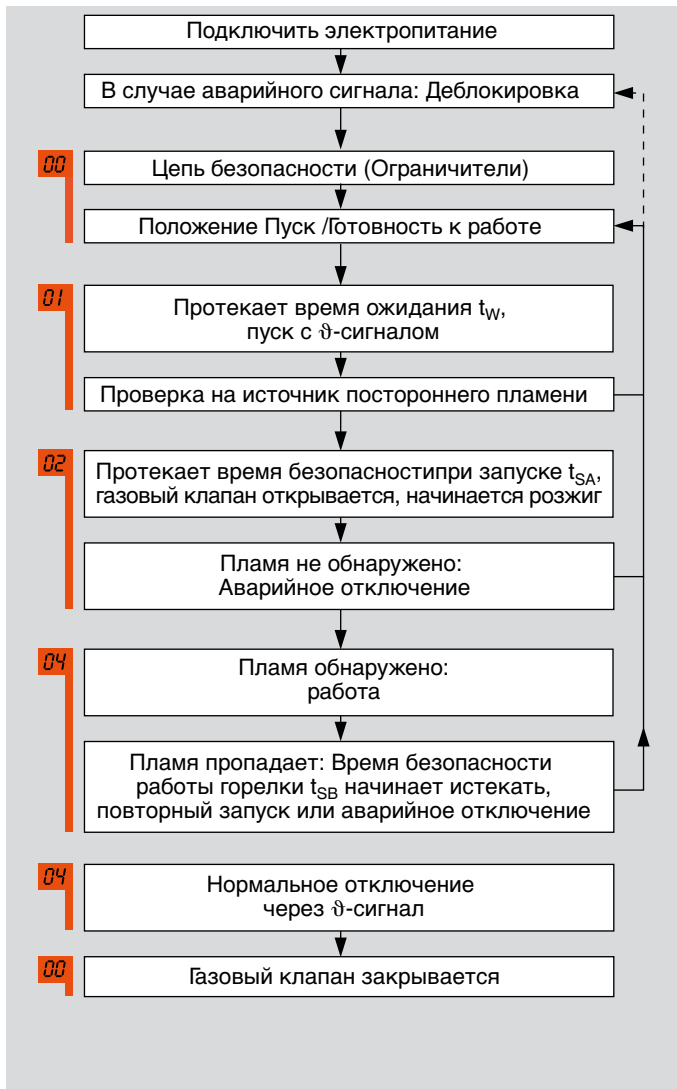 Подключить электропитание
В случае аварийного сигнала: Деблокировка
00
Цепь безопасности (Ограничители)
Положение Пуск /Готовность к работе
01
Протекает время ожидания tW,
пуск с ϑ-сигналом
Проверка на источник постороннего пламени
02
Протекает время безопасностипри запуске tSA,
газовый клапан открывается, начинается розжиг
Пламя не обнаружено:
Аварийное отключение
04
Пламя обнаружено:
работа
Пламя пропадает: Время безопасности
работы горелки tSB начинает истекать,
повторный запуск или аварийное отключение
04
Нормальное отключение
через ϑ-сигнал
00
Газовый клапан закрывается